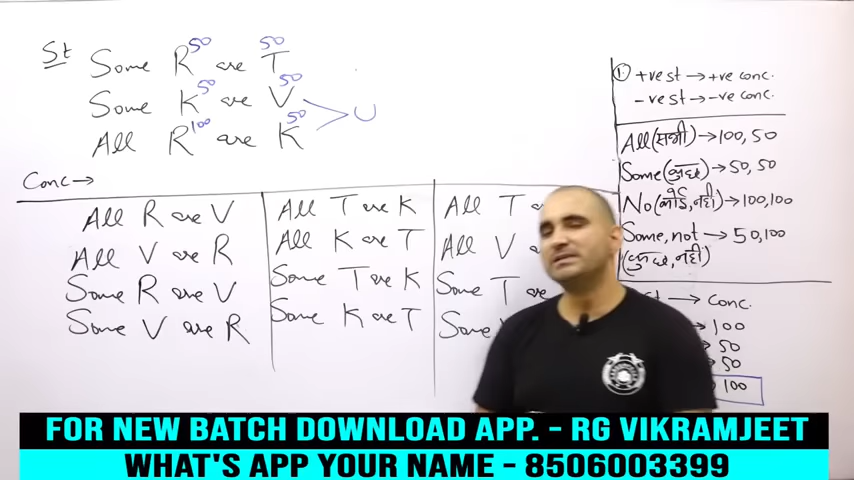 St
Some R⁵⁰ are T⁵⁰
Some K⁵⁰ are V⁵⁰
All R¹⁰⁰ are K⁵⁰
> U
Conc →
All R are V
All V are R
Some R are V
Some V are R
All T are K
All K are T
Some T are K
Some K are T
All T
All V
Some T are
Some
① +ve st → +ve conc.
-ve st → -ve conc.
All (सभी) → 100, 50
Some (कुछ) → 50, 50
No (कोई, नहीं) → 100, 100
Some, not → 50, 100
(कुछ, नहीं)
st → conc.
100
50
50
100
FOR NEW BATCH DOWNLOAD APP. - RG VIKRAMJEET
WHAT'S APP YOUR NAME - 8506003399